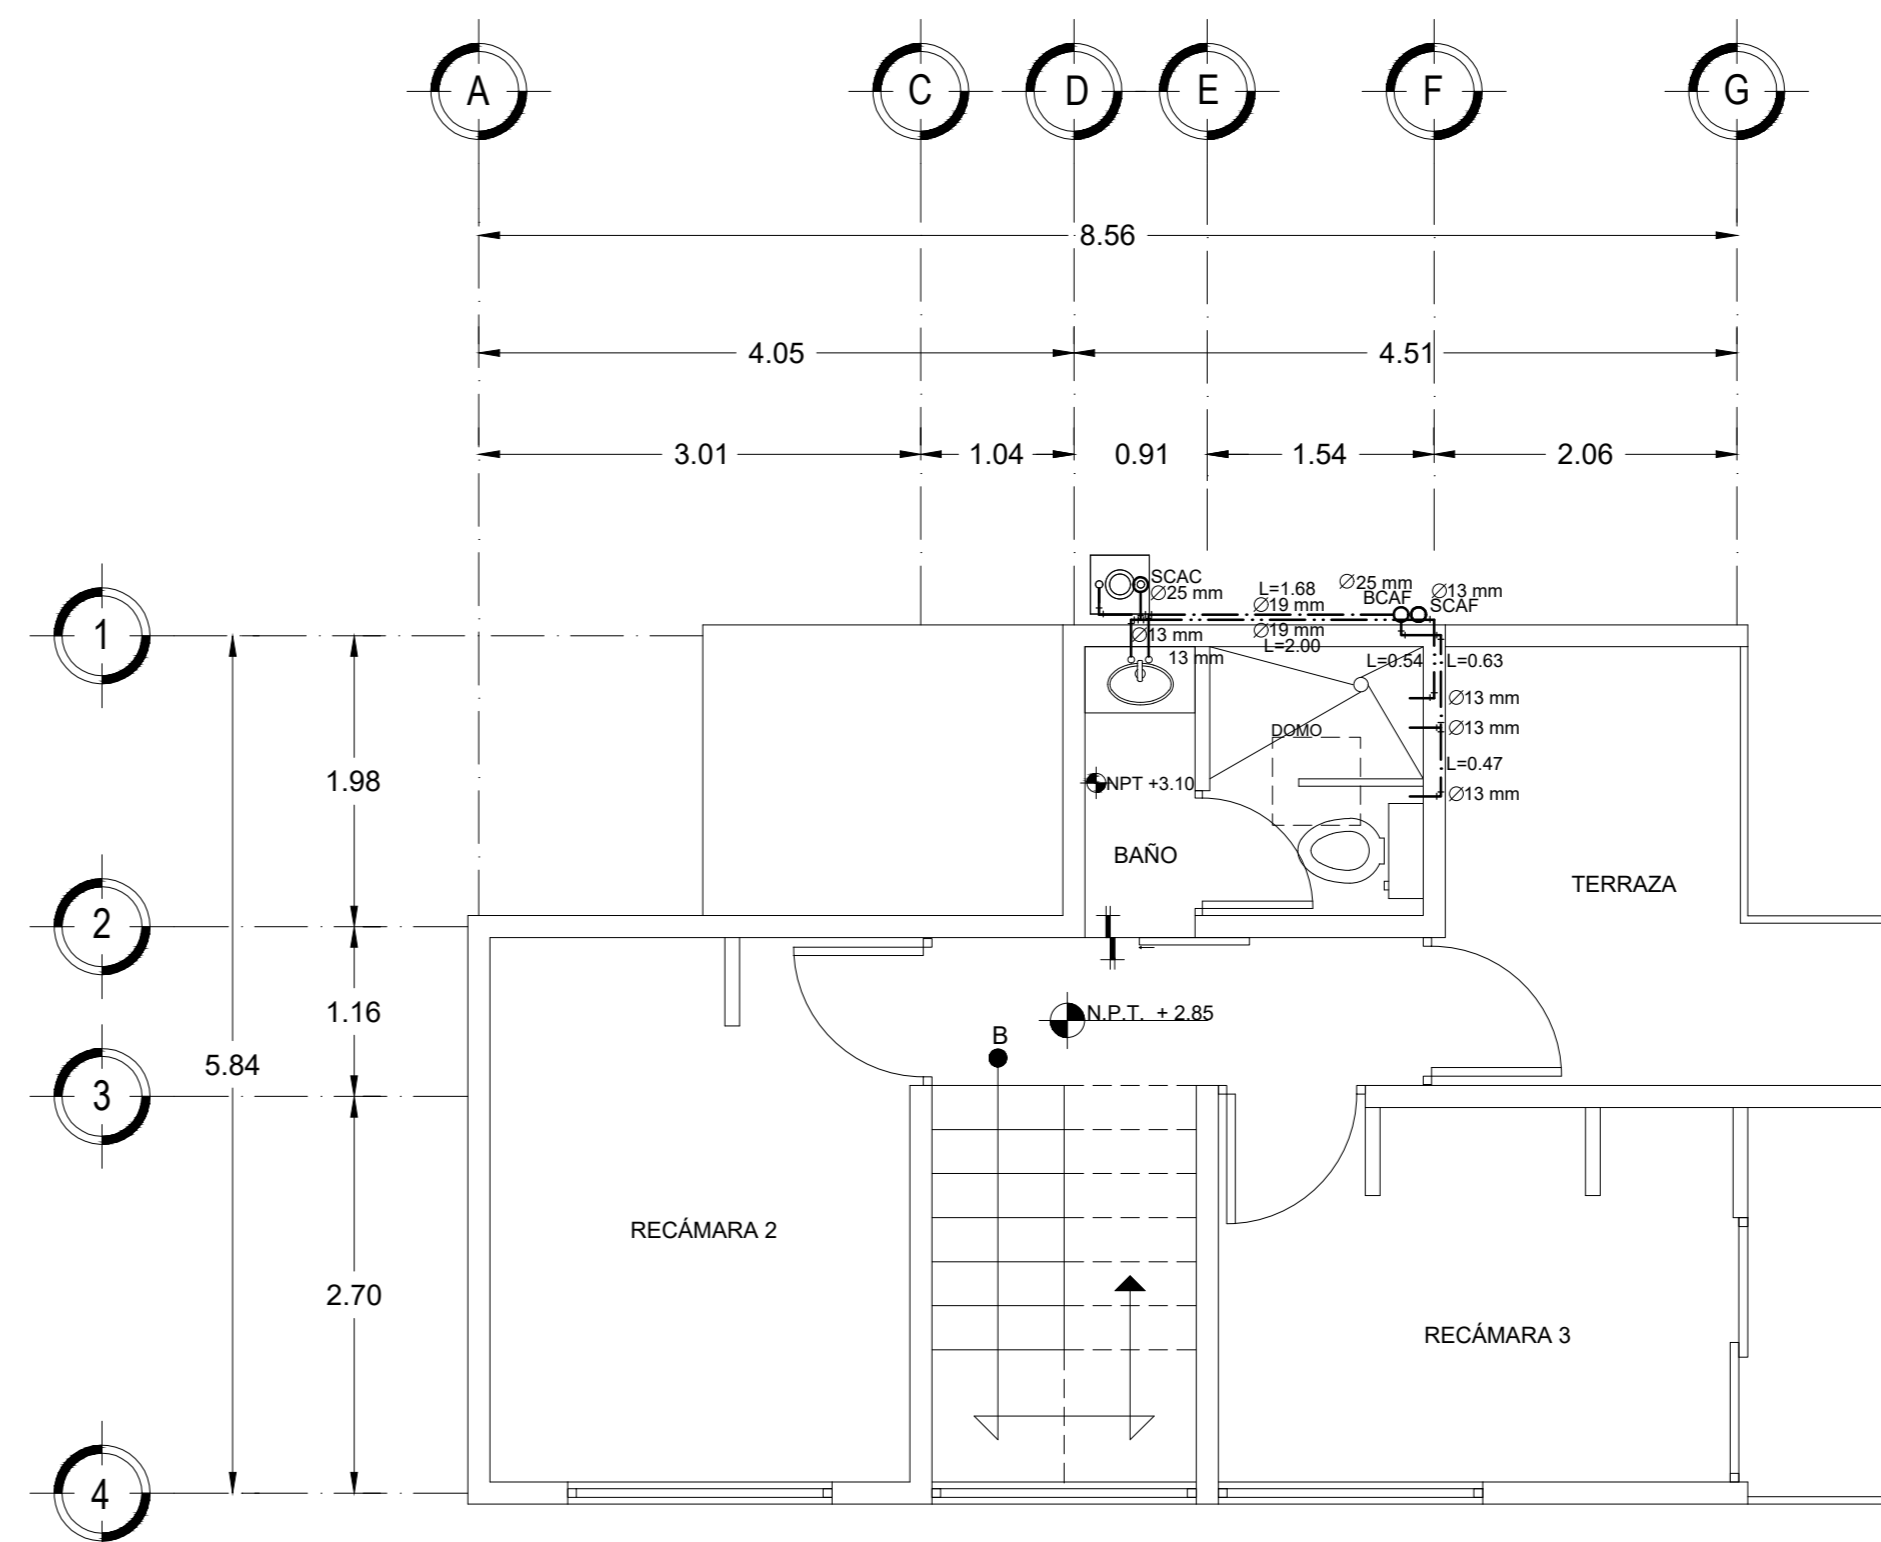 A
C
D
E
F
G
8.56
4.05
4.51
3.01
1.04
0.91
1.54
2.06
SCAC
∅25 mm
L=1.68
∅19 mm
∅25 mm
BCAF
∅13 mm
SCAF
1
∅13 mm
13 mm
∅19 mm
L=2.00
L=0.54
L=0.63
∅13 mm
∅13 mm
DOMO
L=0.47
∅13 mm
1.98
NPT +3.10
BAÑO
TERRAZA
2
1.16
N.P.T. + 2.85
B
5.84
3
RECÁMARA 2
2.70
RECÁMARA 3
4